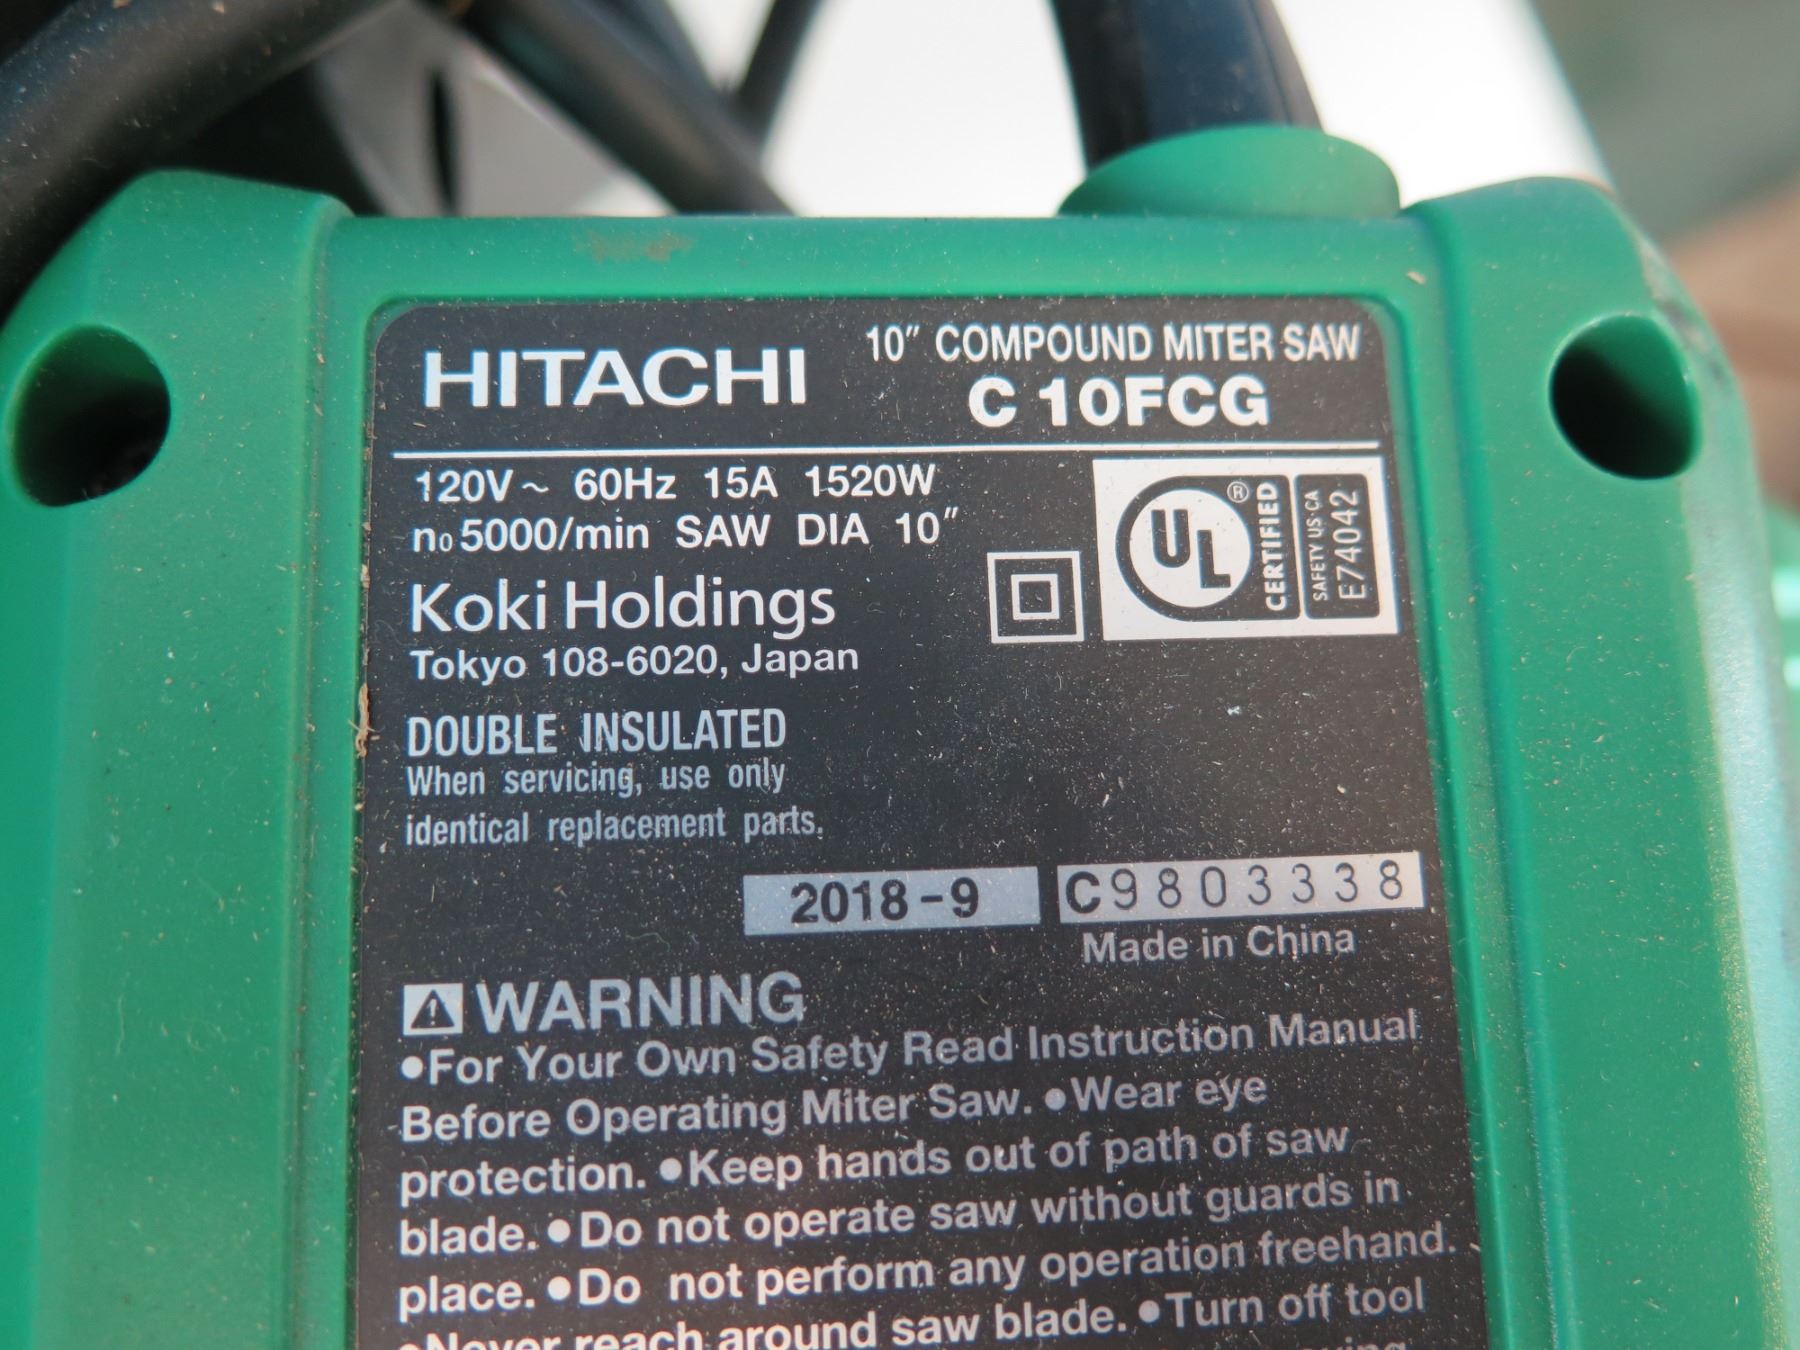 HITACHI
10" COMPOUND MITER SAW
C 10FCG
120V~ 60Hz 15A 1520W
n₀5000/min SAW DIA 10"
UL ® CERTIFIED
SAFETY US·CA
E74042
Koki Holdings
Tokyo 108-6020, Japan
DOUBLE INSULATED
When servicing, use only
identical replacement parts.
2018-9 C9803338
Made in China
WARNING
•For Your Own Safety Read Instruction Manual
Before Operating Miter Saw. •Wear eye
protection. •Keep hands out of path of saw
blade. •Do not operate saw without guards in
place. •Do not perform any operation freehand.
•Never reach around saw blade. •Turn off tool